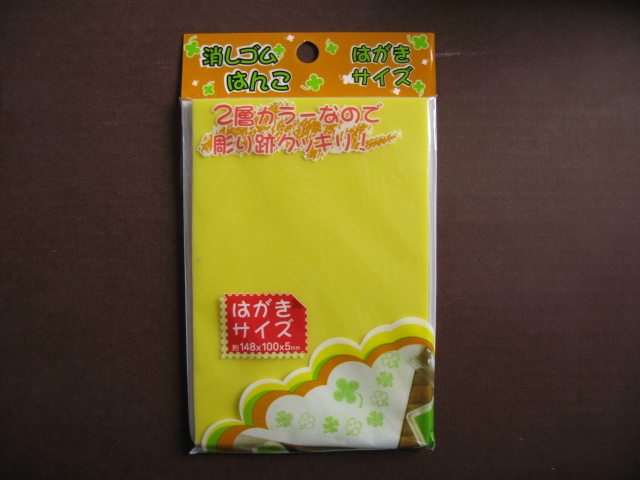 消しゴム
はんこ
はがき
サイズ
2層カラーなので
彫り跡クッキリ!
はがき
サイズ
約148×100×5mm